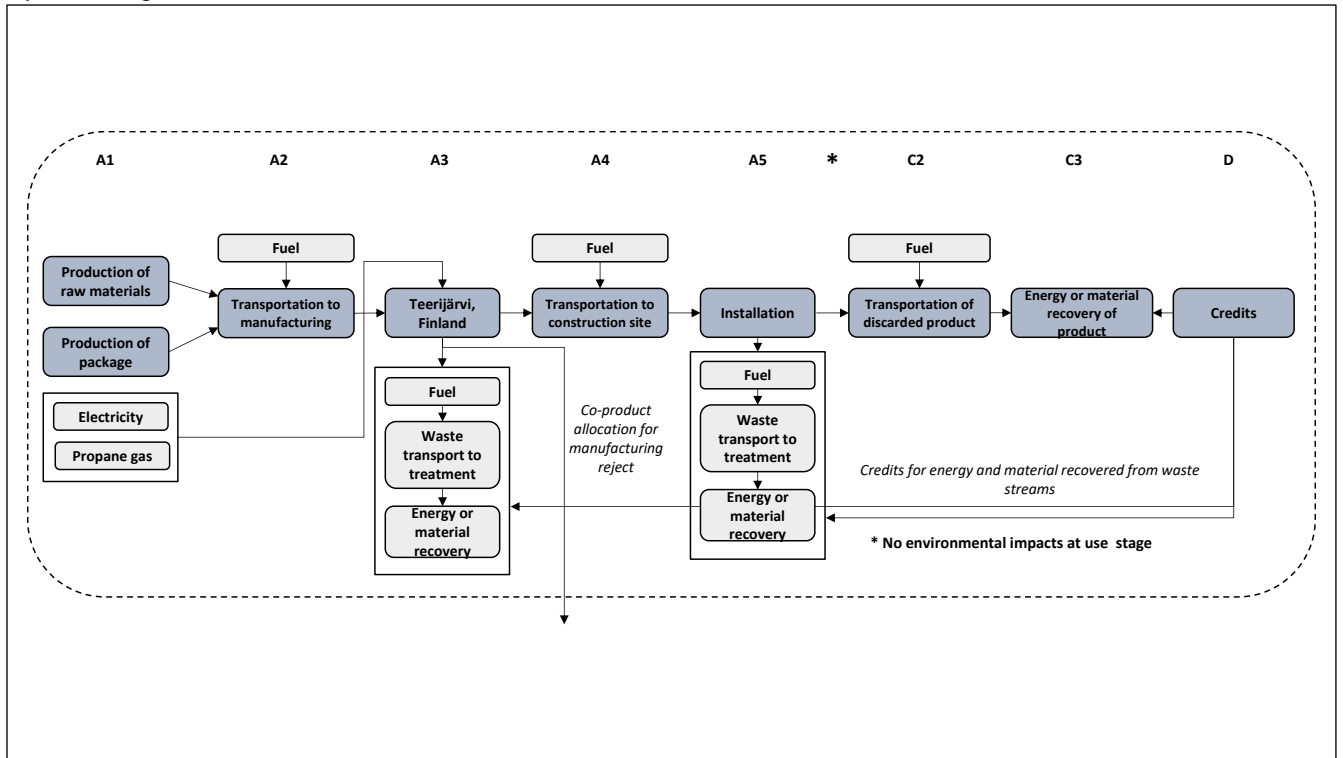 A1 A2 A3 A4 A5 * C2 C3 D
Fuel
Fuel
Fuel
Production of
raw materials
Production of
package
Transportation to
manufacturing
Teerijärvi,
Finland
Transportation to
construction site
Installation
Transportation of
discarded product
Energy or material
recovery of
product
Credits
Electricity
Propane gas
Fuel
Waste
transport to
treatment
Energy or
material
recovery
Co-product
allocation for
manufacturing
reject
Fuel
Waste
transport to
treatment
Energy or
material
recovery
Credits for energy and material recovered from waste
streams
* No environmental impacts at use stage